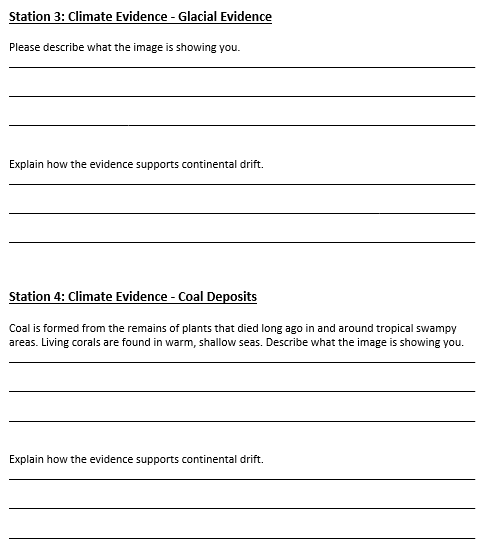 Station 3: Climate Evidence - Glacial Evidence
Please describe what the image is showing you.
Explain how the evidence supports continental drift.
Station 4: Climate Evidence - Coal Deposits
Coal is formed from the remains of plants that died long ago in and around tropical swampy
areas. Living corals are found in warm, shallow seas. Describe what the image is showing you.
Explain how the evidence supports continental drift.